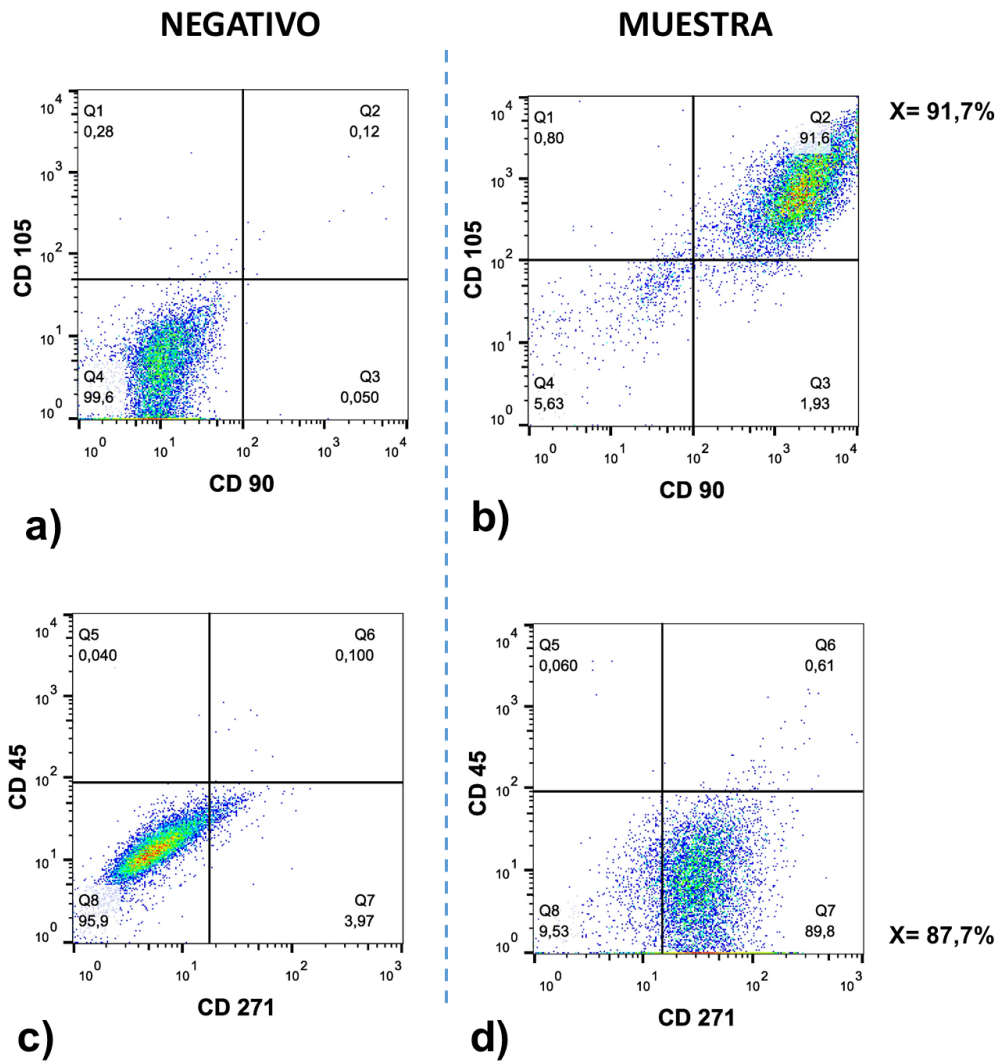 NEGATIVO
MUESTRA
10^4
10^3
10^2
10^1
10^0
CD 105
Q1
0,28
Q2
0,12
Q4
99,6
Q3
0,050
10^0 10^1 10^2 10^3 10^4
CD 90
a)
10^4
10^3
10^2
10^1
10^0
CD 105
Q1
0,80
Q2
91,6
Q4
5,63
Q3
1,93
10^0 10^1 10^2 10^3 10^4
CD 90
b)
X= 91,7%
10^4
10^3
10^2
10^1
10^0
CD 45
Q5
0,040
Q6
0,100
Q8
95,9
Q7
3,97
10^0 10^1 10^2 10^3
CD 271
c)
10^4
10^3
10^2
10^1
10^0
CD 45
Q5
0,060
Q6
0,61
Q8
9,53
Q7
89,8
10^0 10^1 10^2 10^3
CD 271
d)
X= 87,7%